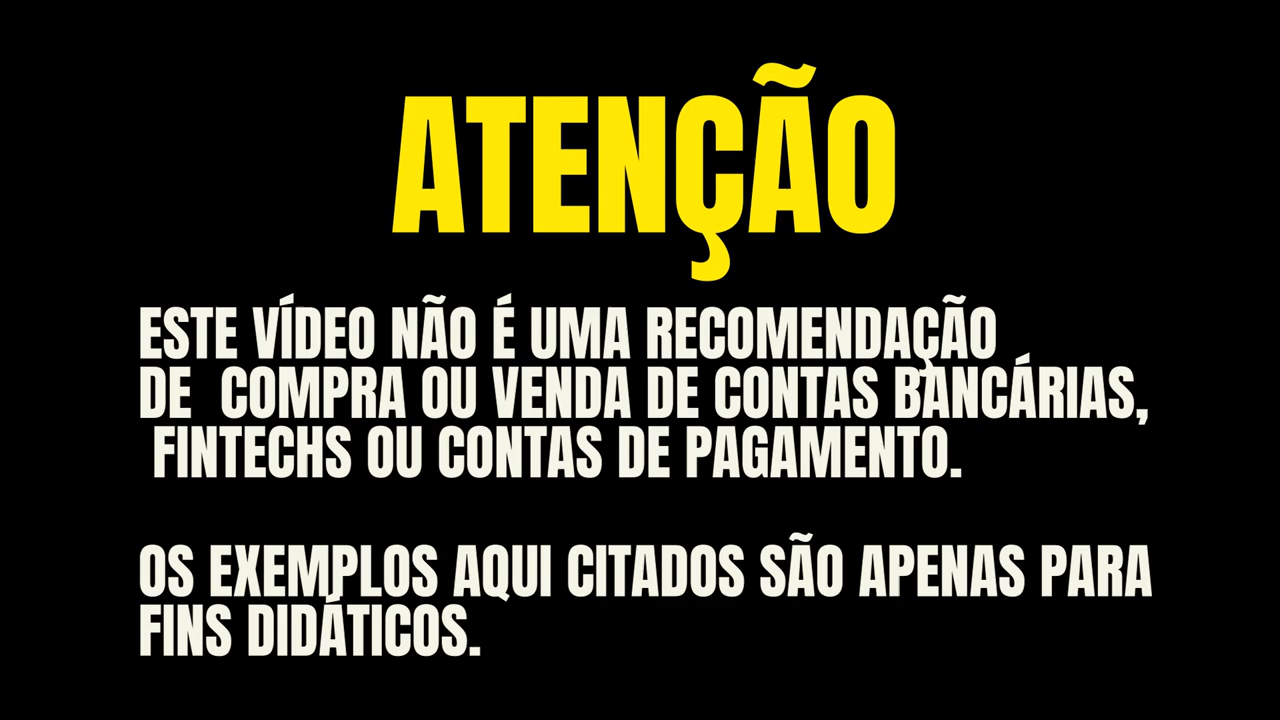 ATENÇÃO
ESTE VÍDEO NÃO É UMA RECOMENDAÇÃO
DE COMPRA OU VENDA DE CONTAS BANCÁRIAS,
FINTECHS OU CONTAS DE PAGAMENTO.
OS EXEMPLOS AQUI CITADOS SÃO APENAS PARA
FINS DIDÁTICOS.